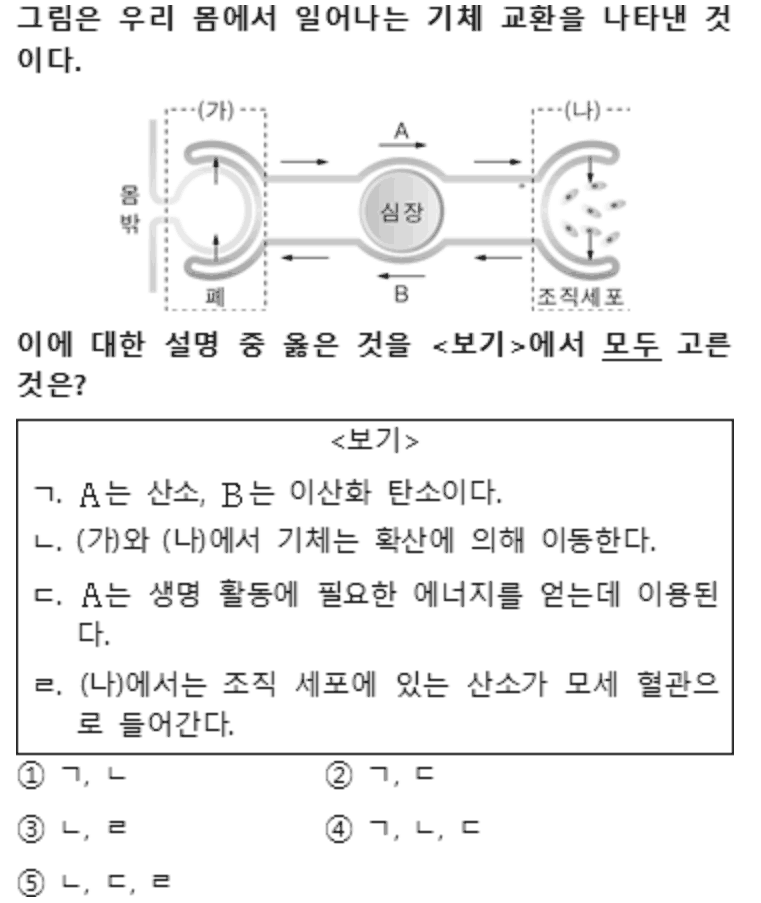 그림은 우리 몸에서 일어나는 기체 교환을 나타낸 것
이다.
(가)
(나)
A
몸
밖
심장
B
폐
조직세포
이에 대한 설명 중 옳은 것을 <보기>에서 모두 고른
것은?
<보기>
ㄱ. A는 산소, B는 이산화 탄소이다.
ㄴ. (가)와 (나)에서 기체는 확산에 의해 이동한다.
ㄷ. A는 생명 활동에 필요한 에너지를 얻는데 이용된
다.
ㄹ. (나)에서는 조직 세포에 있는 산소가 모세 혈관으
로 들어간다.
① ㄱ, ㄴ
② ㄱ, ㄷ
③ ㄴ, ㄹ
④ ㄱ, ㄴ, ㄷ
⑤ ㄴ, ㄷ, ㄹ